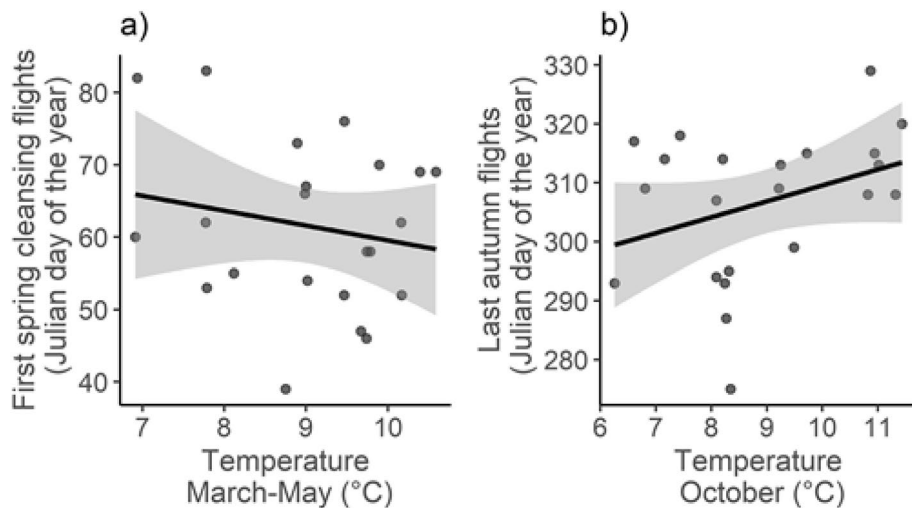 a)
First spring cleansing flights
(Julian day of the year)
80
70
60
50
40
7
8
9
10
Temperature
March-May (°C)
b)
Last autumn flights
(Julian day of the year)
330
320
310
300
290
280
6
7
8
9
10
11
Temperature
October (°C)